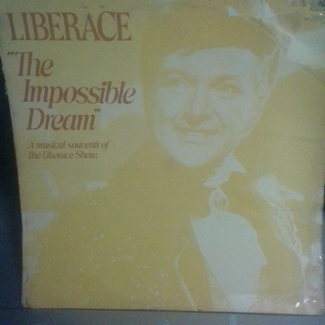 LIBERACE
"The
Impossible
Dream"
A musical souvenir of
The Liberace Show.